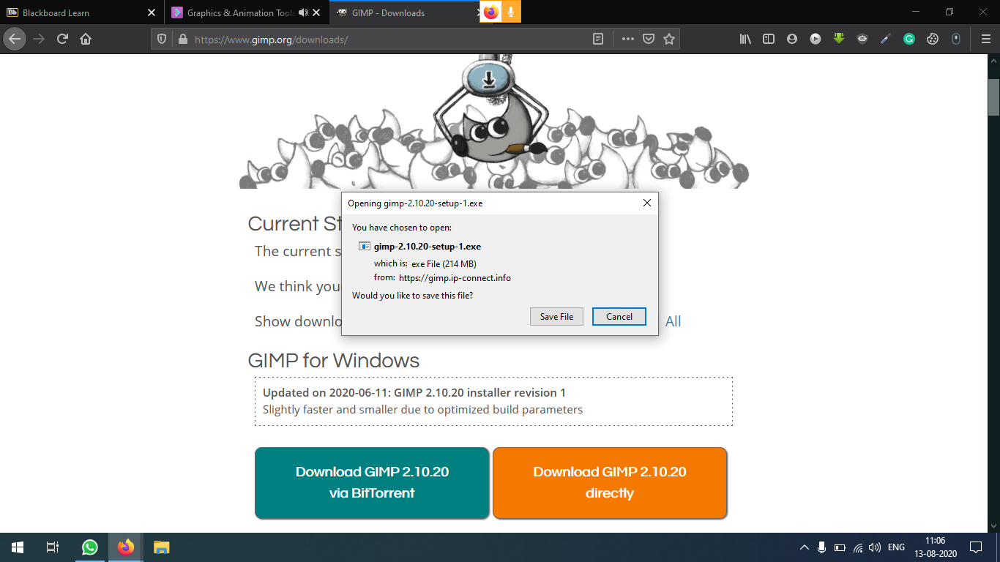 Bb Blackboard Learn
Graphics & Animation Tools
GIMP - Downloads
https://www.gimp.org/downloads/
Opening gimp-2.10.20-setup-1.exe
You have chosen to open:
gimp-2.10.20-setup-1.exe
which is: exe File (214 MB)
from: https://gimp.ip-connect.info
Would you like to save this file?
Save File
Cancel
Current St
The current s
We think you
Show downlo
All
GIMP for Windows
Updated on 2020-06-11: GIMP 2.10.20 installer revision 1
Slightly faster and smaller due to optimized build parameters
Download GIMP 2.10.20
via BitTorrent
Download GIMP 2.10.20
directly
ENG
11:06
13-08-2020